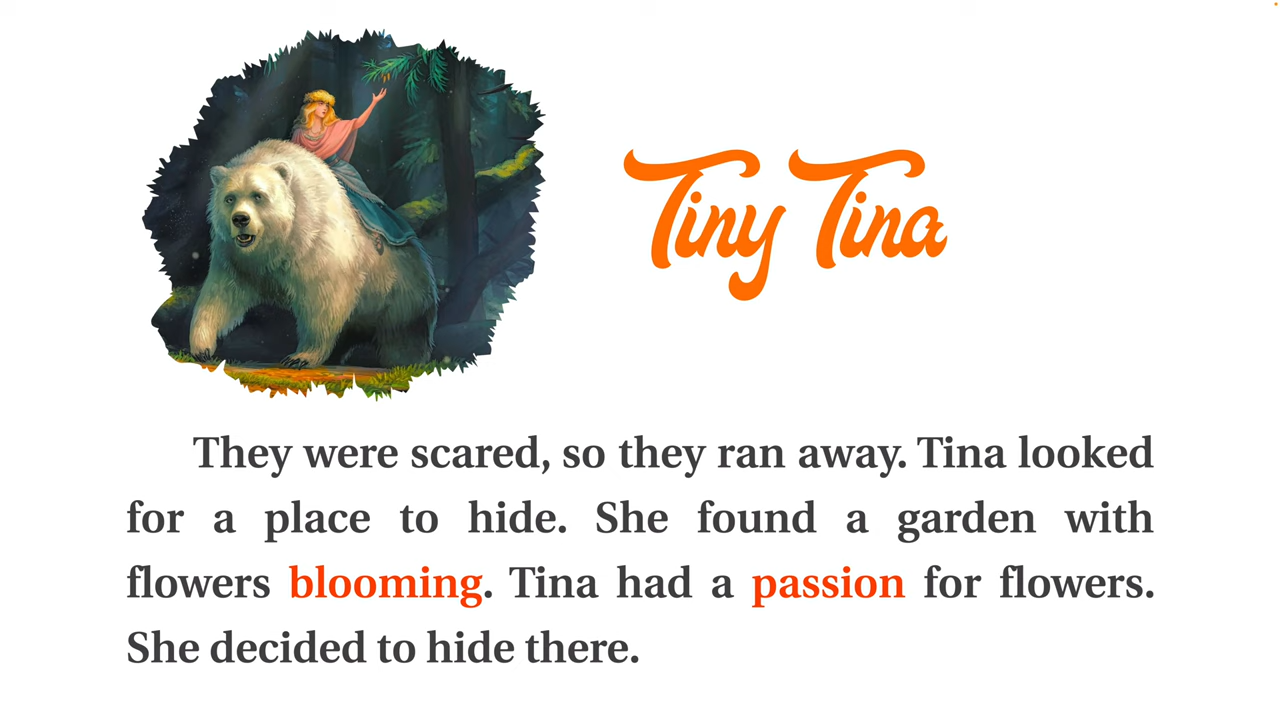 Tiny Tina
They were scared, so they ran away. Tina looked
for a place to hide. She found a garden with
flowers blooming. Tina had a passion for flowers.
She decided to hide there.